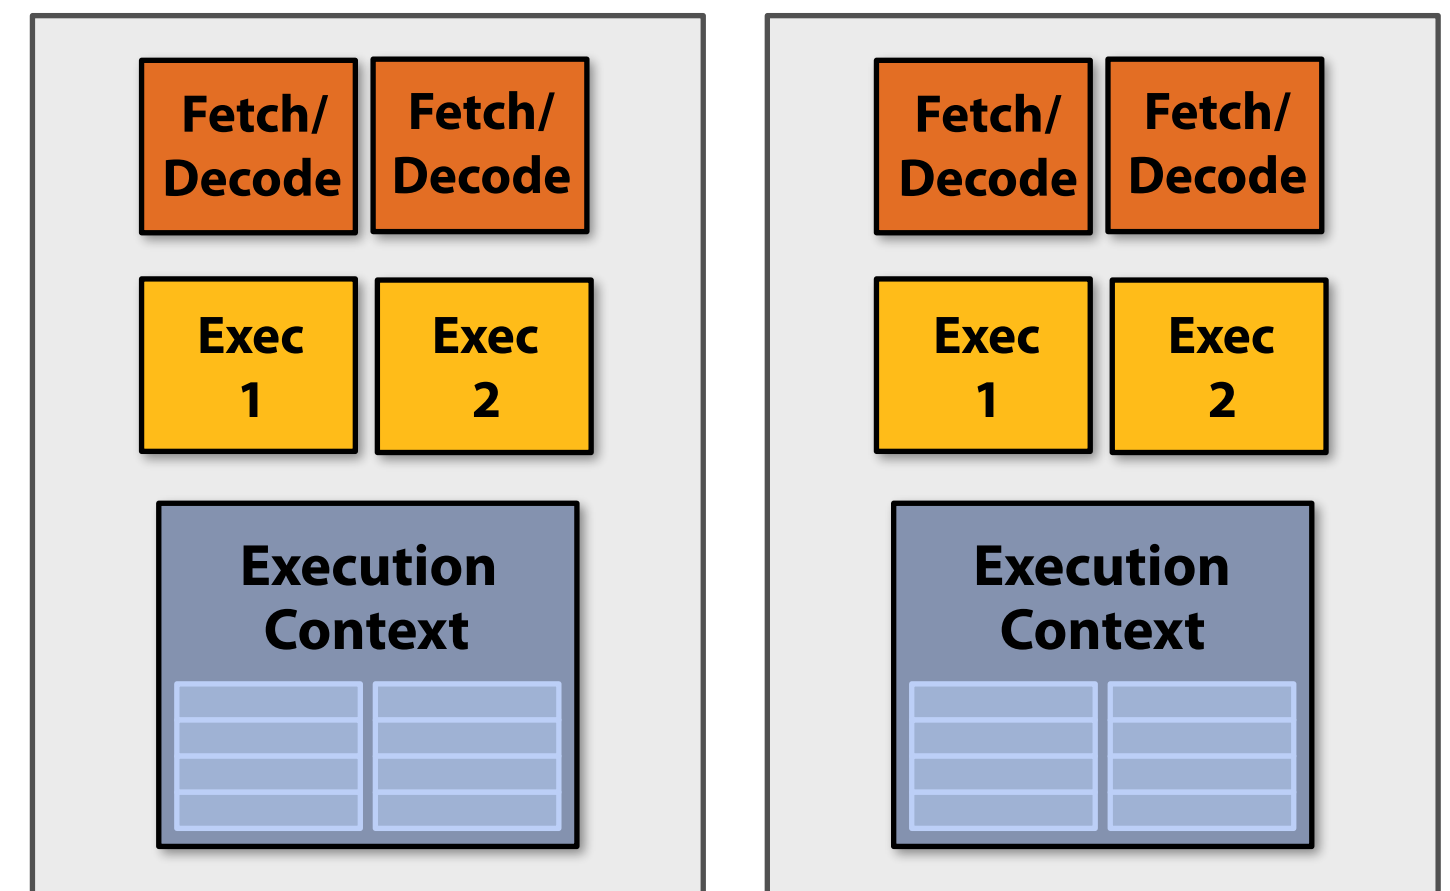 Fetch/
Decode
Fetch/
Decode
Exec
1
Exec
2
Execution
Context
Fetch/
Decode
Fetch/
Decode
Exec
1
Exec
2
Execution
Context